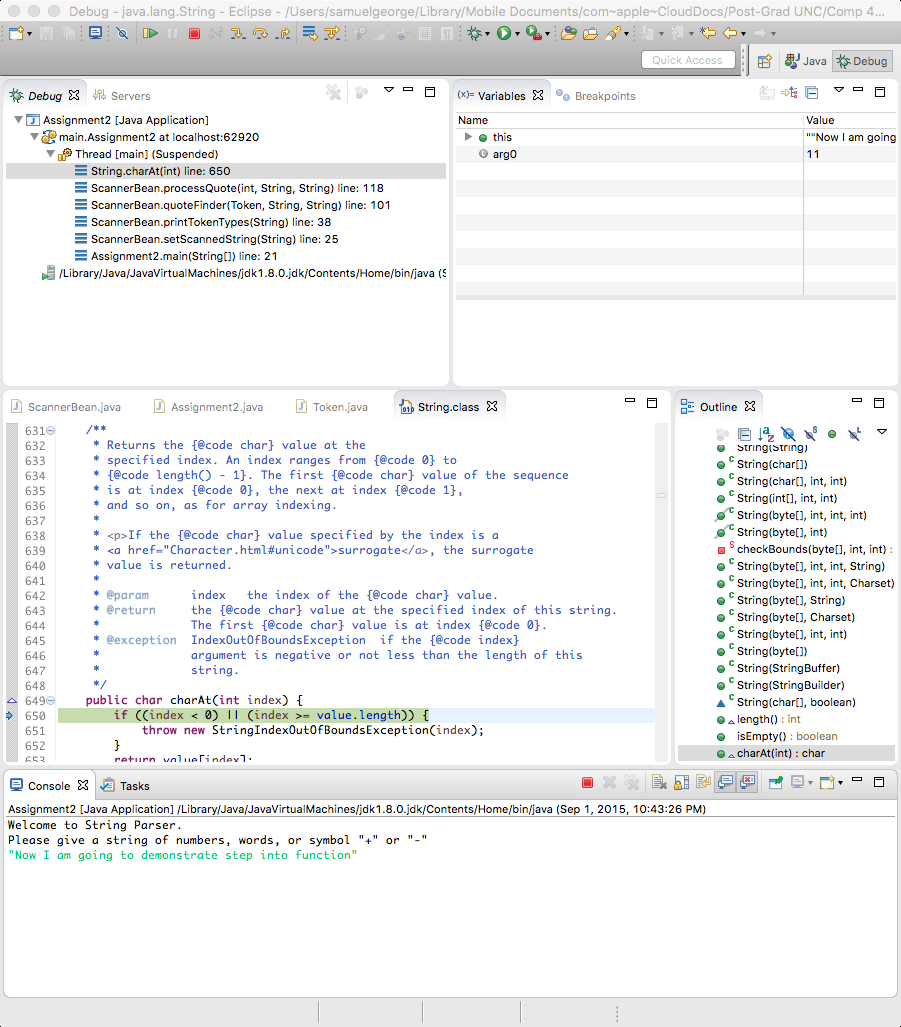 Debug - java.lang.String - Eclipse - /Users/samuelgeorge/Library/Mobile Documents/com~apple~CloudDocs/Post-Grad UNC/Comp 4...
Quick Access
Java
Debug
Debug
Servers
Assignment2 [Java Application]
main.Assignment2 at localhost:62920
Thread [main] (Suspended)
String.charAt(int) line: 650
ScannerBean.processQuote(int, String, String) line: 118
ScannerBean.quoteFinder(Token, String, String) line: 101
ScannerBean.printTokenTypes(String) line: 38
ScannerBean.setScannedString(String) line: 25
Assignment2.main(String[]) line: 21
/Library/Java/JavaVirtualMachines/jdk1.8.0.jdk/Contents/Home/bin/java (S
(x)= Variables
Breakpoints
Name Value
this ""Now I am going
arg0 11
ScannerBean.java
Assignment2.java
Token.java
String.class
631 /**
632 * Returns the {@code char} value at the
633 * specified index. An index ranges from {@code 0} to
634 * {@code length() - 1}. The first {@code char} value of the sequence
635 * is at index {@code 0}, the next at index {@code 1},
636 * and so on, as for array indexing.
637 *
638 * <p>If the {@code char} value specified by the index is a
639 * <a href="Character.html#unicode">surrogate</a>, the surrogate
640 * value is returned.
641 *
642 * @param index the index of the {@code char} value.
643 * @return the {@code char} value at the specified index of this string.
644 * The first {@code char} value is at index {@code 0}.
645 * @exception IndexOutOfBoundsException if the {@code index}
646 * argument is negative or not less than the length of this
647 * string.
648 */
649 public char charAt(int index) {
650 if ((index < 0) || (index >= value.length)) {
651 throw new StringIndexOutOfBoundsException(index);
652 }
653 return value[index];
Outline
String(String)
String(char[])
String(char[], int, int)
String(int[], int, int)
String(byte[], int, int, int)
String(byte[], int)
checkBounds(byte[], int, int) :
String(byte[], int, int, String)
String(byte[], int, int, Charset)
String(byte[], String)
String(byte[], Charset)
String(byte[], int, int)
String(byte[])
String(StringBuffer)
String(StringBuilder)
String(char[], boolean)
length() : int
isEmpty() : boolean
charAt(int) : char
Console
Tasks
Assignment2 [Java Application] /Library/Java/JavaVirtualMachines/jdk1.8.0.jdk/Contents/Home/bin/java (Sep 1, 2015, 10:43:26 PM)
Welcome to String Parser.
Please give a string of numbers, words, or symbol "+" or "-"
"Now I am going to demonstrate step into function"